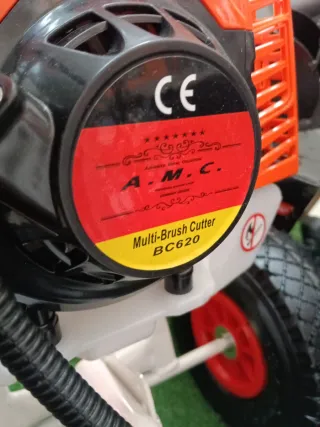 CE
A.M.C.
Multi-Brush Cutter
BC620